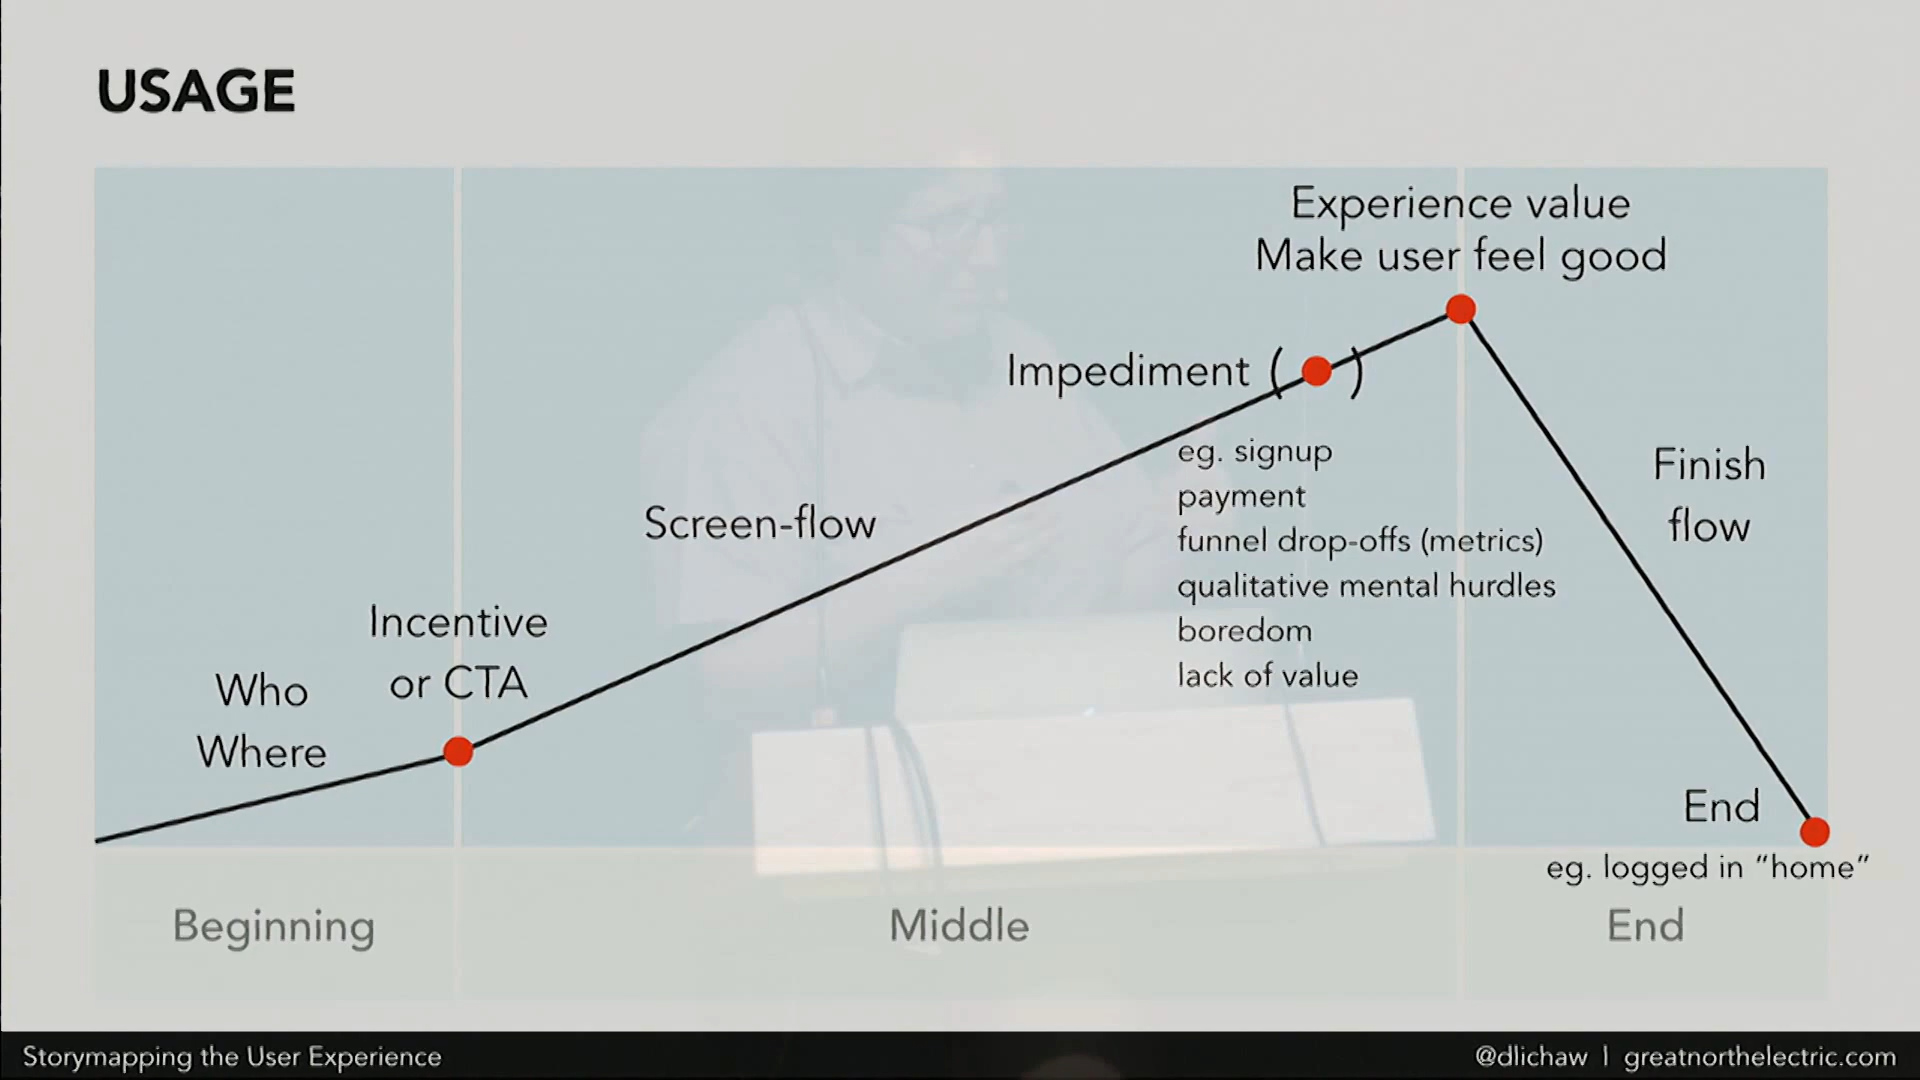 USAGE
Experience value
Make user feel good
Impediment ( )
eg. signup
payment
funnel drop-offs (metrics)
qualitative mental hurdles
boredom
lack of value
Screen-flow
Finish
flow
Incentive
or CTA
Who
Where
End
eg. logged in “home”
Beginning
Middle
End
Storymapping the User Experience
@dlichaw | greatnorthelectric.com